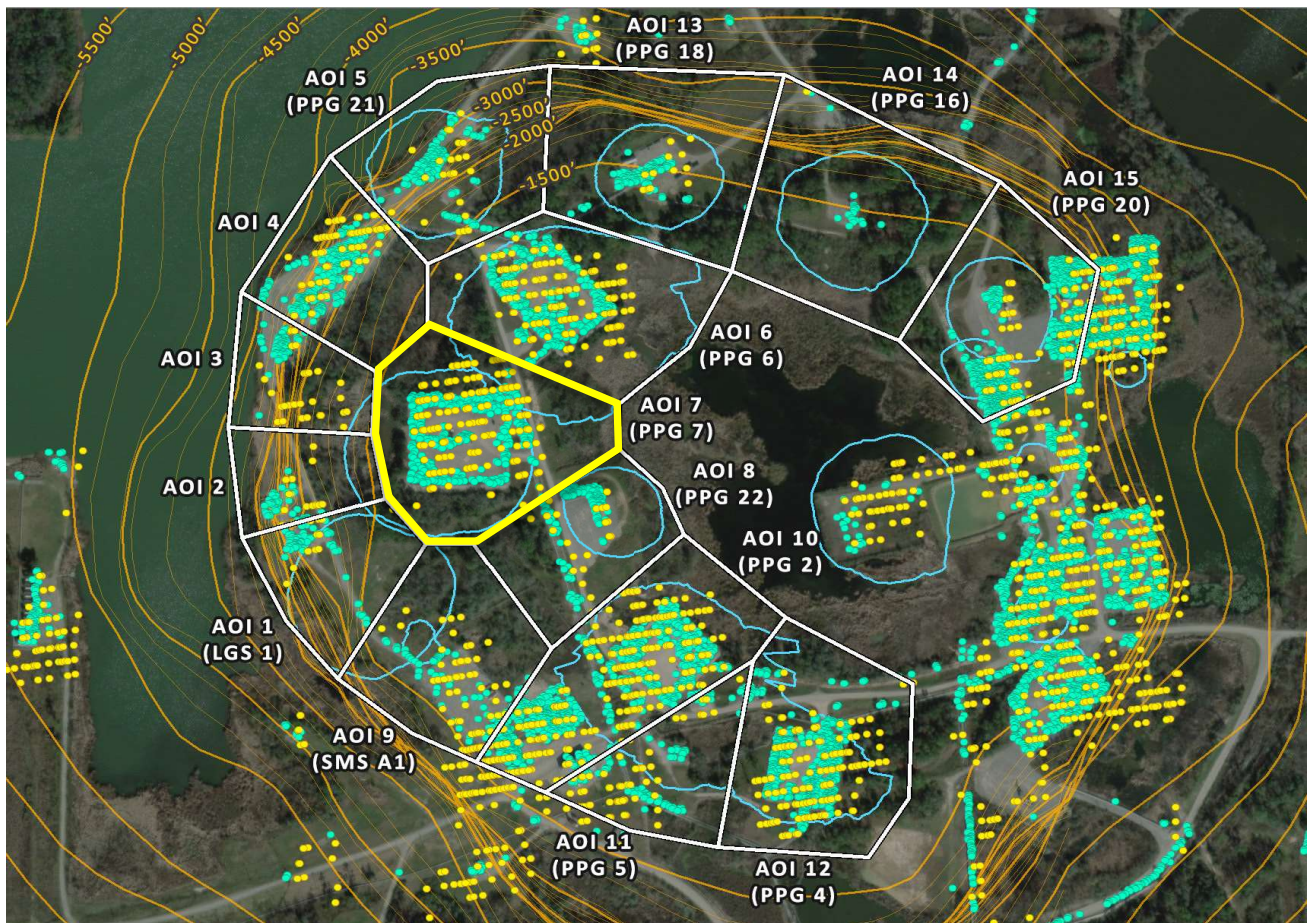 -5500'
-5000'
-4500'
-4000'
-3500'
-3000'
-2500'
-2000'
-1500'
AOI 13
(PPG 18)
AOI 5
(PPG 21)
AOI 14
(PPG 16)
AOI 15
(PPG 20)
AOI 4
AOI 3
AOI 6
(PPG 6)
AOI 7
(PPG 7)
AOI 2
AOI 8
(PPG 22)
AOI 10
(PPG 2)
AOI 1
(LGS 1)
AOI 9
(SMS A1)
AOI 11
(PPG 5)
AOI 12
(PPG 4)